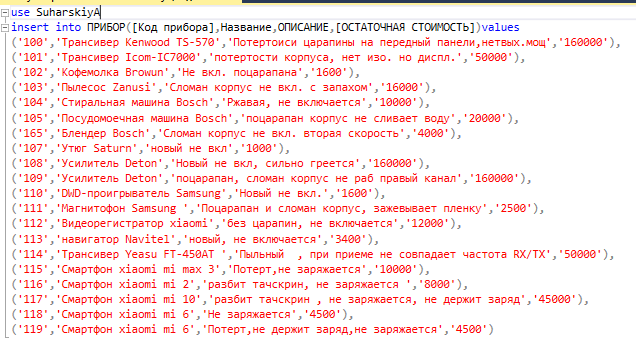 use SuharskiyA
insert into ПРИБОР([Код прибора],Название,ОПИСАНИЕ,[ОСТАТОЧНАЯ СТОИМОСТЬ])values
('100','Трансивер Kenwood TS-570','Потертоиси царапины на передный панели,нетвых.мощ','160000'),
('101','Трансивер Icom-IC7000','потертости корпуса, нет изо. но диспл.','50000'),
('102','Кофемолка Browun','Не вкл. поцарапана','1600'),
('103','Пылесос Zanusi','Сломан корпус не вкл. с запахом','16000'),
('104','Стиральная машина Bosch','Ржавая, не включается','10000'),
('105','Посудомоечная машина Bosch','поцарапан корпус не сливает воду','20000'),
('165','Блендер Bosch','Сломан корпус не вкл. вторая скорость','4000'),
('107','Утюг Saturn','новый не вкл','1000'),
('108','Усилитель Deton','Новый не вкл, сильно греется','160000'),
('109','Усилитель Deton','поцарапан, сломан корпус не раб правый канал','160000'),
('110','DWD-проигрыватель Samsung','Новый не вкл.','1600'),
('111','Магнитофон Samsung ','Поцарапан и сломан корпус, зажевывает пленку','2500'),
('112','Видеорегистратор xiaomi','без царапин, не включается','12000'),
('113','навигатор Navitel','новый, не включается','3400'),
('114','Трансивер Yeasu FT-450AT ','Пыльный  , при приеме не совпадает частота RX/TX','50000'),
('115','Смартфон xiaomi mi max 3','Потерт,не заряжается','10000'),
('116','Смартфон xiaomi mi 2','разбит тачскрин, не заряжается ','8000'),
('117','Смартфон xiaomi mi 10','разбит тачскрин , не заряжается, не держит заряд','45000'),
('118','Смартфон xiaomi mi 6','Не заряжается','4500'),
('119','Смартфон xiaomi mi 6','Потерт,не держит заряд,не заряжается','4500')